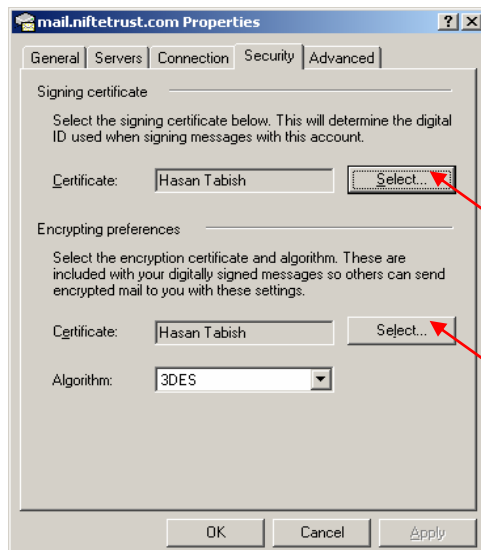 mail.niftetrust.com Properties
General Servers Connection Security Advanced
Signing certificate
Select the signing certificate below. This will determine the digital
ID used when signing messages with this account.
Certificate: Hasan Tabish Select...
Encrypting preferences
Select the encryption certificate and algorithm. These are
included with your digitally signed messages so others can send
encrypted mail to you with these settings.
Certificate: Hasan Tabish Select...
Algorithm: 3DES
OK Cancel Apply